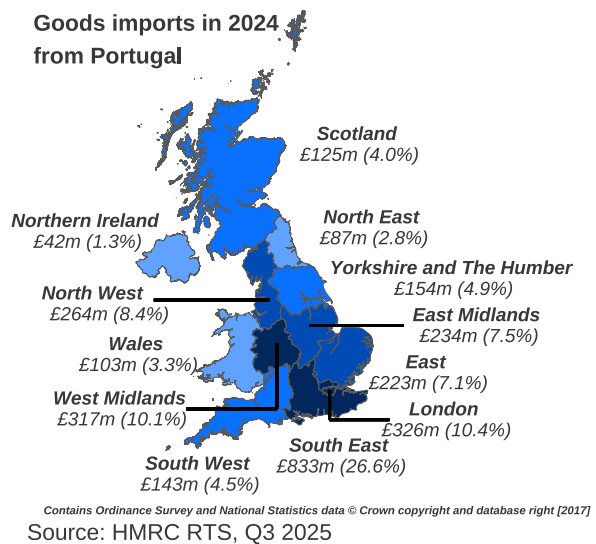 Goods imports in 2024
from Portugal
Scotland
£125m (4.0%)
Northern Ireland
£42m (1.3%)
North East
£87m (2.8%)
Yorkshire and The Humber
£154m (4.9%)
North West
£264m (8.4%)
East Midlands
£234m (7.5%)
Wales
£103m (3.3%)
East
£223m (7.1%)
West Midlands
£317m (10.1%)
London
£326m (10.4%)
South East
£833m (26.6%)
South West
£143m (4.5%)
Contains Ordnance Survey and National Statistics data © Crown copyright and database right [2017]
Source: HMRC RTS, Q3 2025